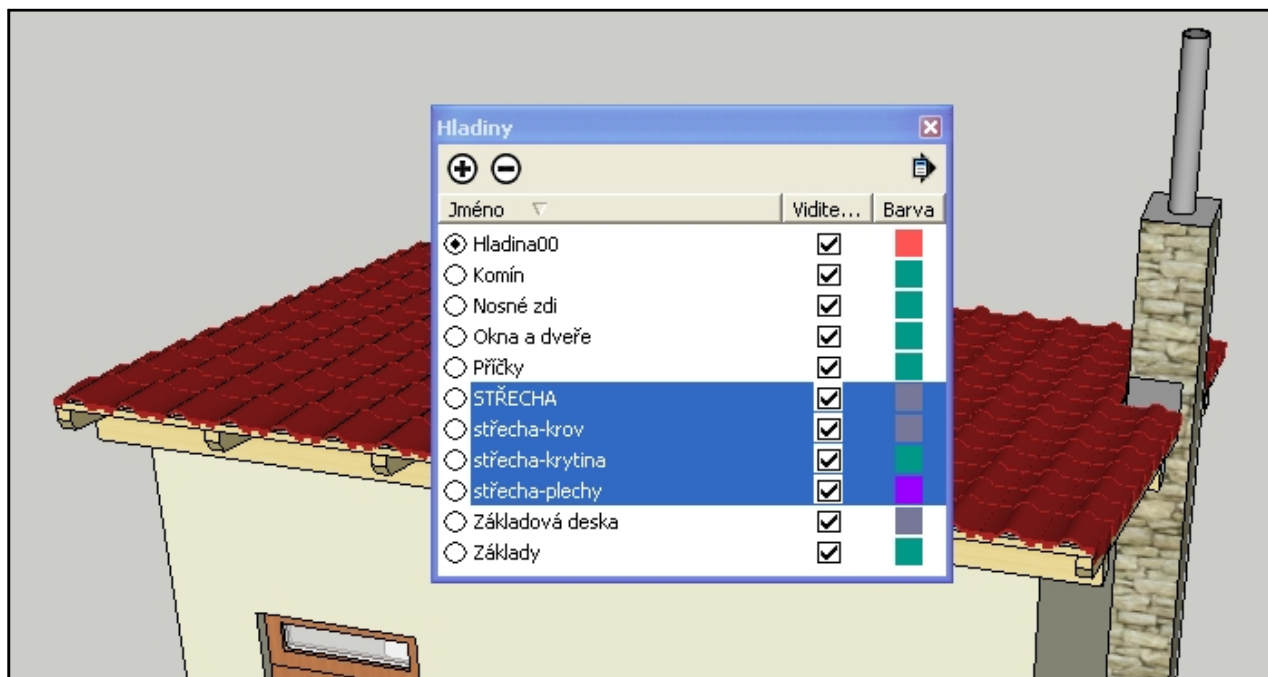 Hladiny
Jméno Vidite... Barva
Hladina00
Komín
Nosné zdi
Okna a dveře
Příčky
STŘECHA
střecha-krov
střecha-krytina
střecha-plechy
Základová deska
Základy